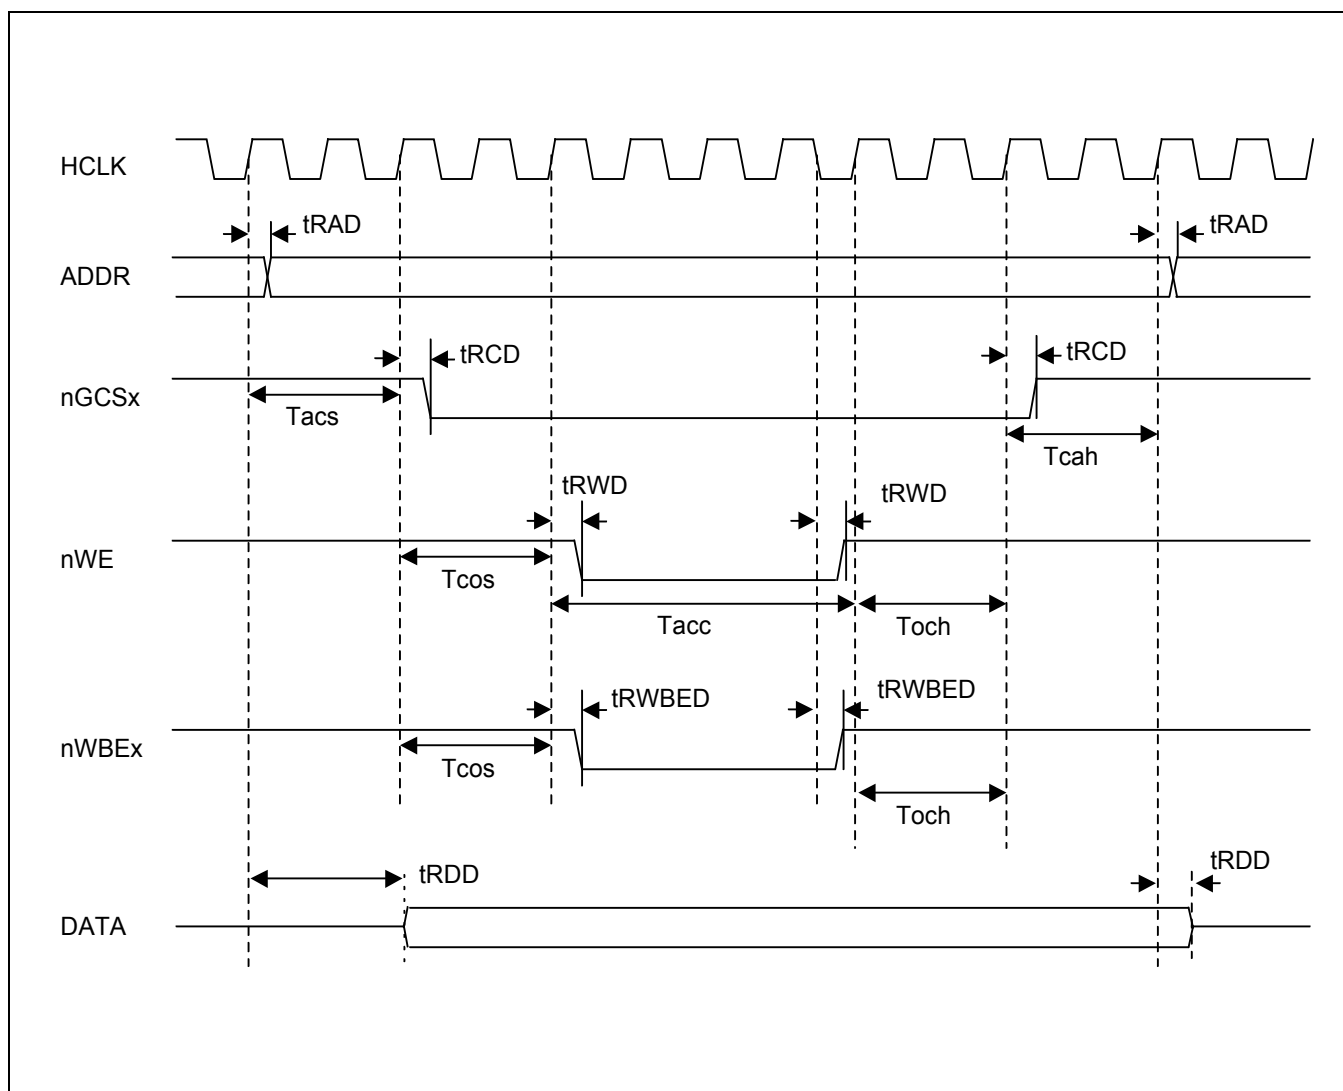 HCLK
tRAD
tRAD
ADDR
tRCD
tRCD
nGCSx
Tacs
Tcah
tRWD
tRWD
nWE
Tcos
Tacc
Toch
tRWBED
tRWBED
nWBEx
Tcos
Toch
tRDD
tRDD
DATA